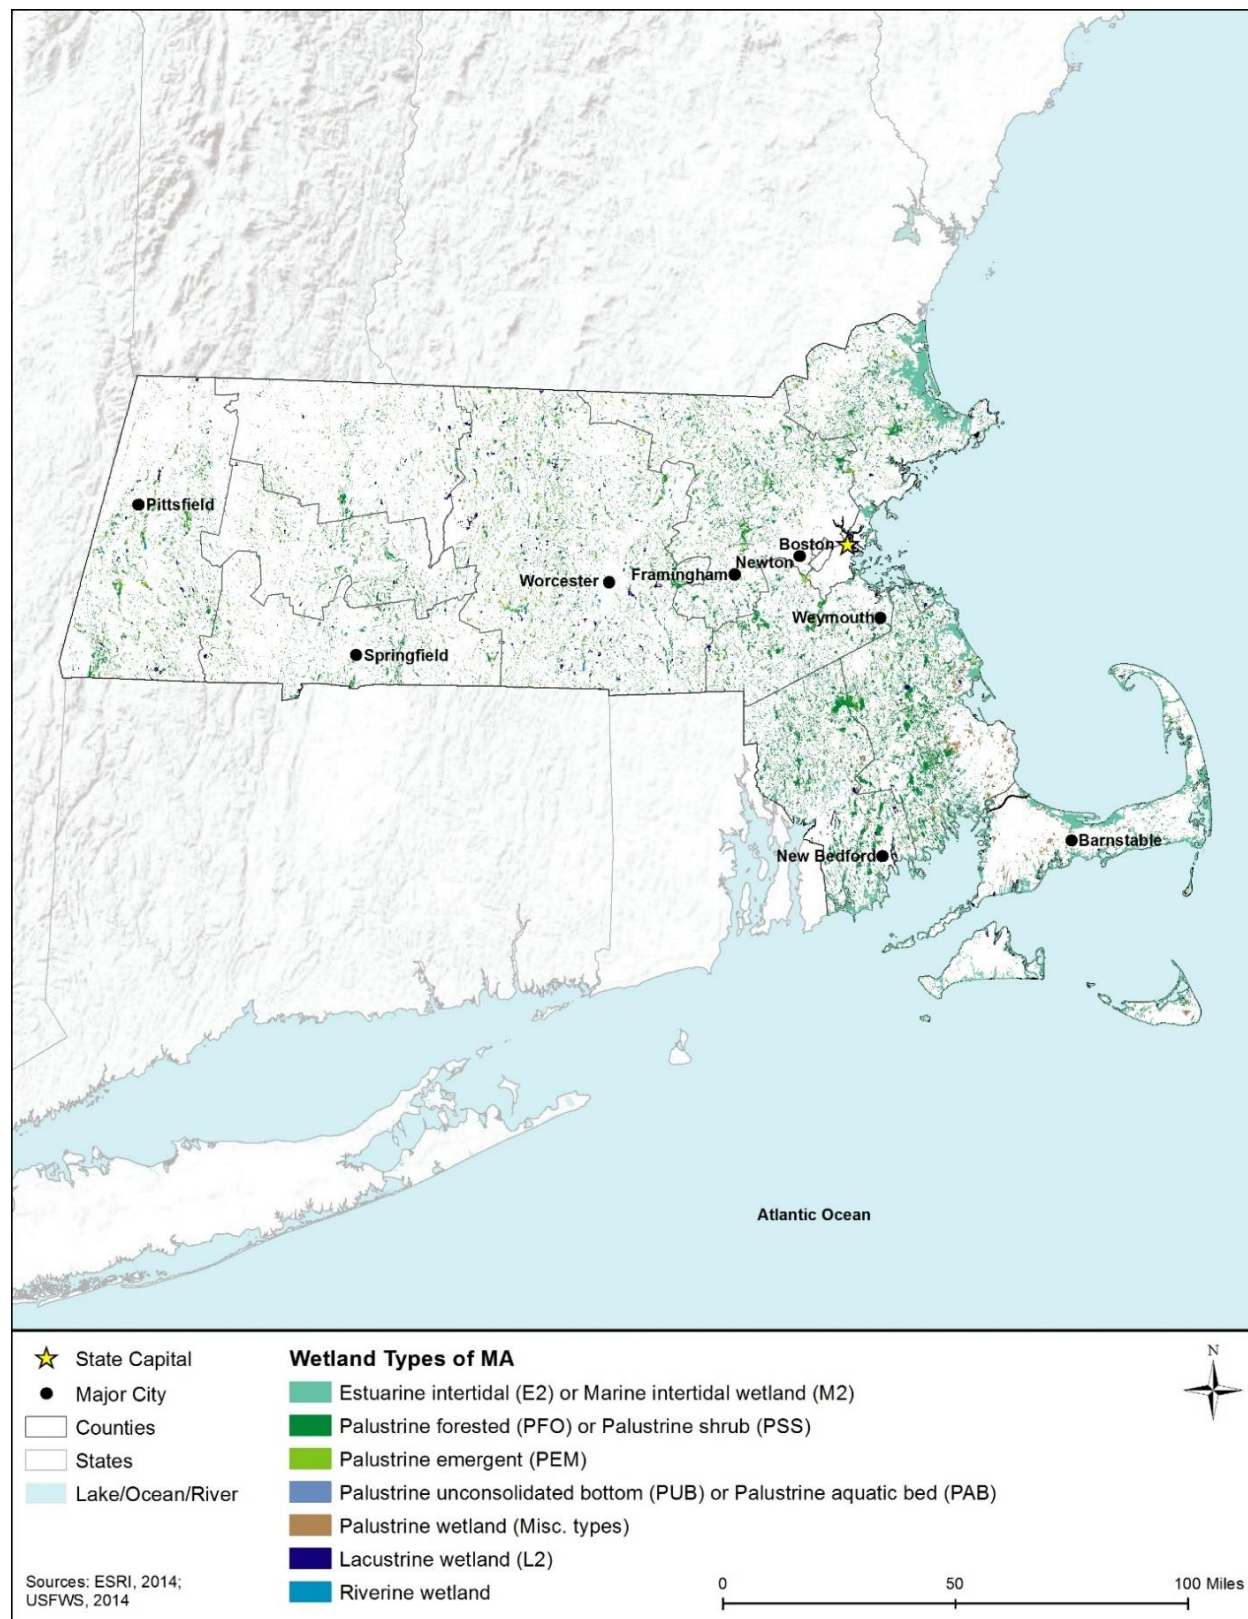 Pittsfield
Boston
Newton
Framingham
Worcester
Weymouth
Springfield
Barnstable
New Bedford
Atlantic Ocean
State Capital
Major City
Counties
States
Lake/Ocean/River
Sources: ESRI, 2014;
USFWS, 2014
Wetland Types of MA
Estuarine intertidal (E2) or Marine intertidal wetland (M2)
Palustrine forested (PFO) or Palustrine shrub (PSS)
Palustrine emergent (PEM)
Palustrine unconsolidated bottom (PUB) or Palustrine aquatic bed (PAB)
Palustrine wetland (Misc. types)
Lacustrine wetland (L2)
Riverine wetland
N
0 50 100 Miles